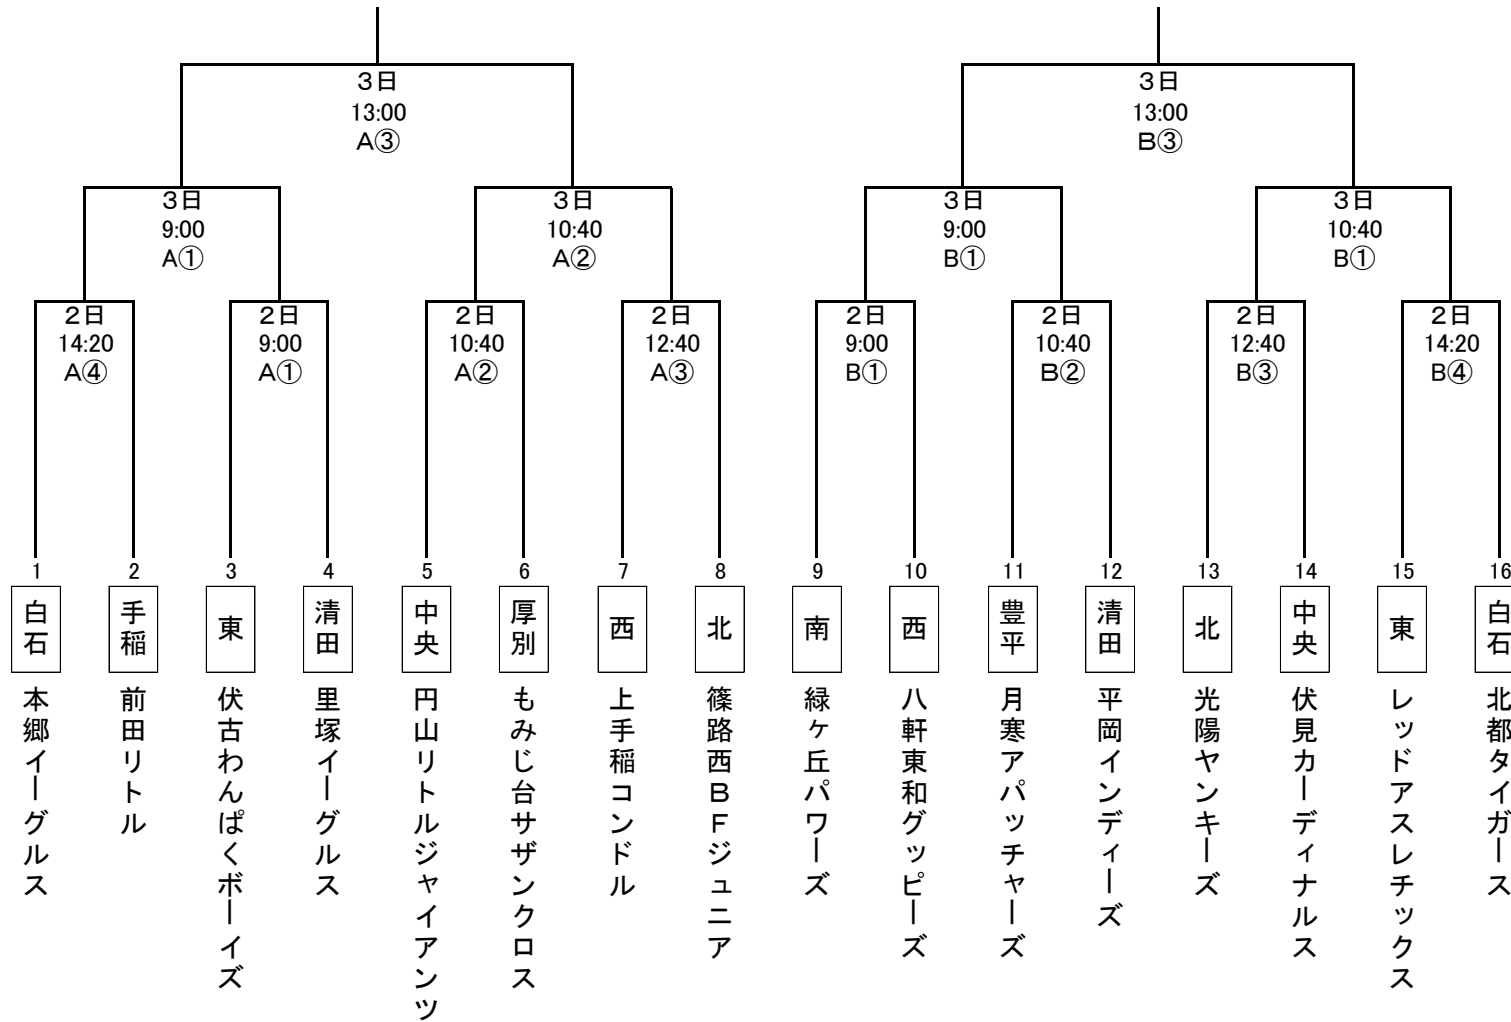 3日
13:00
A③
3日
13:00
B③
3日
9:00
A①
3日
10:40
A②
3日
9:00
B①
3日
10:40
B①
2日
14:20
A④
2日
9:00
A①
2日
10:40
A②
2日
12:40
A③
2日
9:00
B①
2日
10:40
B②
2日
12:40
B③
2日
14:20
B④
1
白石
本郷イーグルス
2
手稲
前田リトル
3
東
伏古わんぱくボーイズ
4
清田
里塚イーグルス
5
中央
円山リトルジャイアンツ
6
厚別
もみじ台サザンクロス
7
西
上手稲コンドル
8
北
篠路西BFジュニア
9
南
緑ヶ丘パワーズ
10
西
八軒東和グッピーズ
11
豊平
月寒アパッチャーズ
12
清田
平岡インディーズ
13
北
光陽ヤンキーズ
14
中央
伏見カーディナルス
15
東
レッドアスレチックス
16
白石
北都タイガース